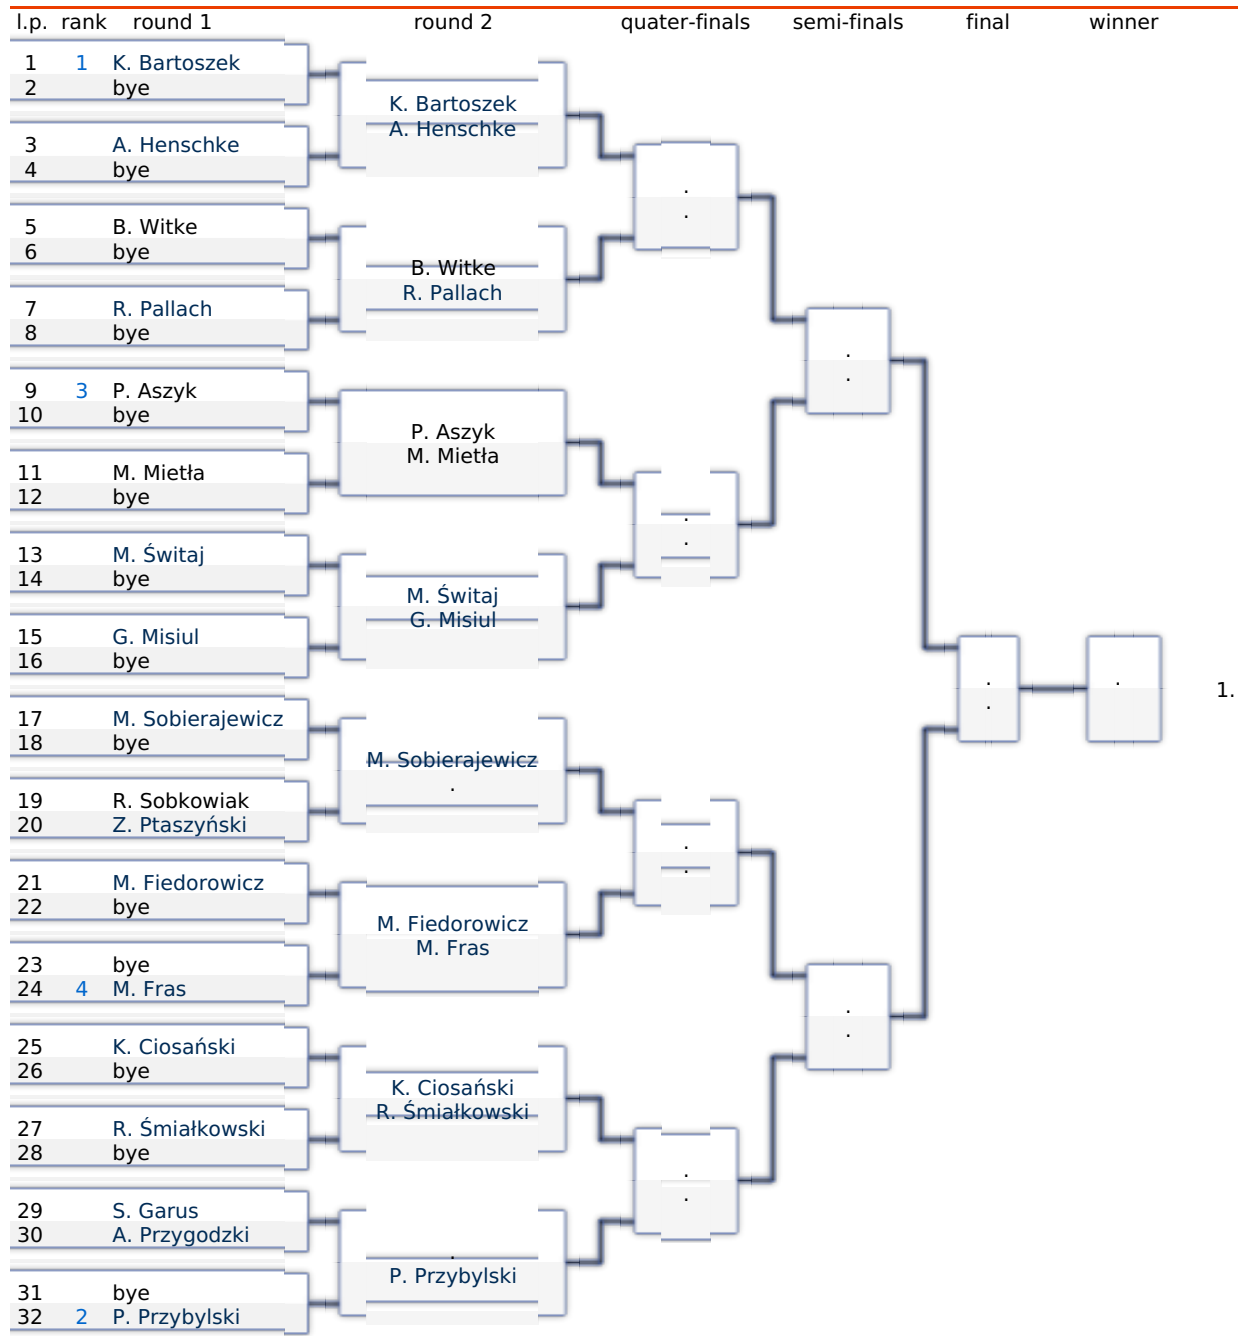 l.p. rank round 1 round 2 quater-finals semi-finals final winner
1 1 K. Bartoszek
2 bye
K. Bartoszek
A. Henschke
3 A. Henschke
4 bye
.
.
5 B. Witke
6 bye
B. Witke
R. Pallach
7 R. Pallach
8 bye
.
.
9 3 P. Aszyk
10 bye
P. Aszyk
M. Mietła
11 M. Mietła
12 bye
.
.
13 M. Świtaj
14 bye
M. Świtaj
G. Misiul
15 G. Misiul
16 bye
.
.
. 1.
17 M. Sobierajewicz
18 bye
M. Sobierajewicz
.
19 R. Sobkowiak
20 Z. Ptaszyński
.
.
21 M. Fiedorowicz
22 bye
M. Fiedorowicz
M. Fras
23 bye
24 4 M. Fras
.
.
25 K. Ciosański
26 bye
K. Ciosański
R. Śmiałkowski
27 R. Śmiałkowski
28 bye
.
.
29 S. Garus
30 A. Przygodzki
.
P. Przybylski
31 bye
32 2 P. Przybylski